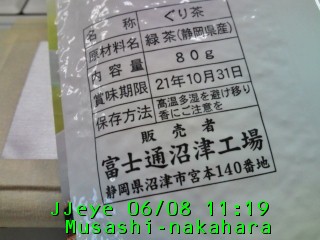 名称 ぐり茶
原材料名 緑茶(静岡県産)
内容量 80g
賞味期限 21年10月31日
保存方法 高温多湿を避け移り
香にご注意を
販売者
富士通沼津工場
静岡県沼津市宮本140番地
JJeye 06/08 11:19
Musashi-nakahara